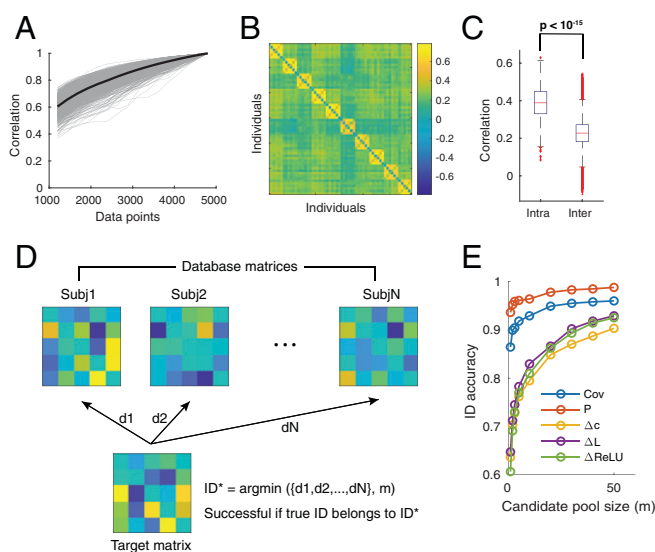 A
Correlation
1
0.8
0.6
0.4
0.2
0
1000 2000 3000 4000 5000
Data points
B
Individuals
Individuals
0.6
0.4
0.2
0
-0.2
-0.4
-0.6
C
p < 10-15
Correlation
0.6
0.4
0.2
0
Intra Inter
D
Database matrices
Subj1 Subj2 SubjN
...
d1 d2 dN
ID* = argmin ({d1,d2,...,dN}, m)
Successful if true ID belongs to ID*
Target matrix
E
ID accuracy
1
0.9
0.8
0.7
0.6
Cov
P
Δc
ΔL
ΔReLU
0 50
Candidate pool size (m)